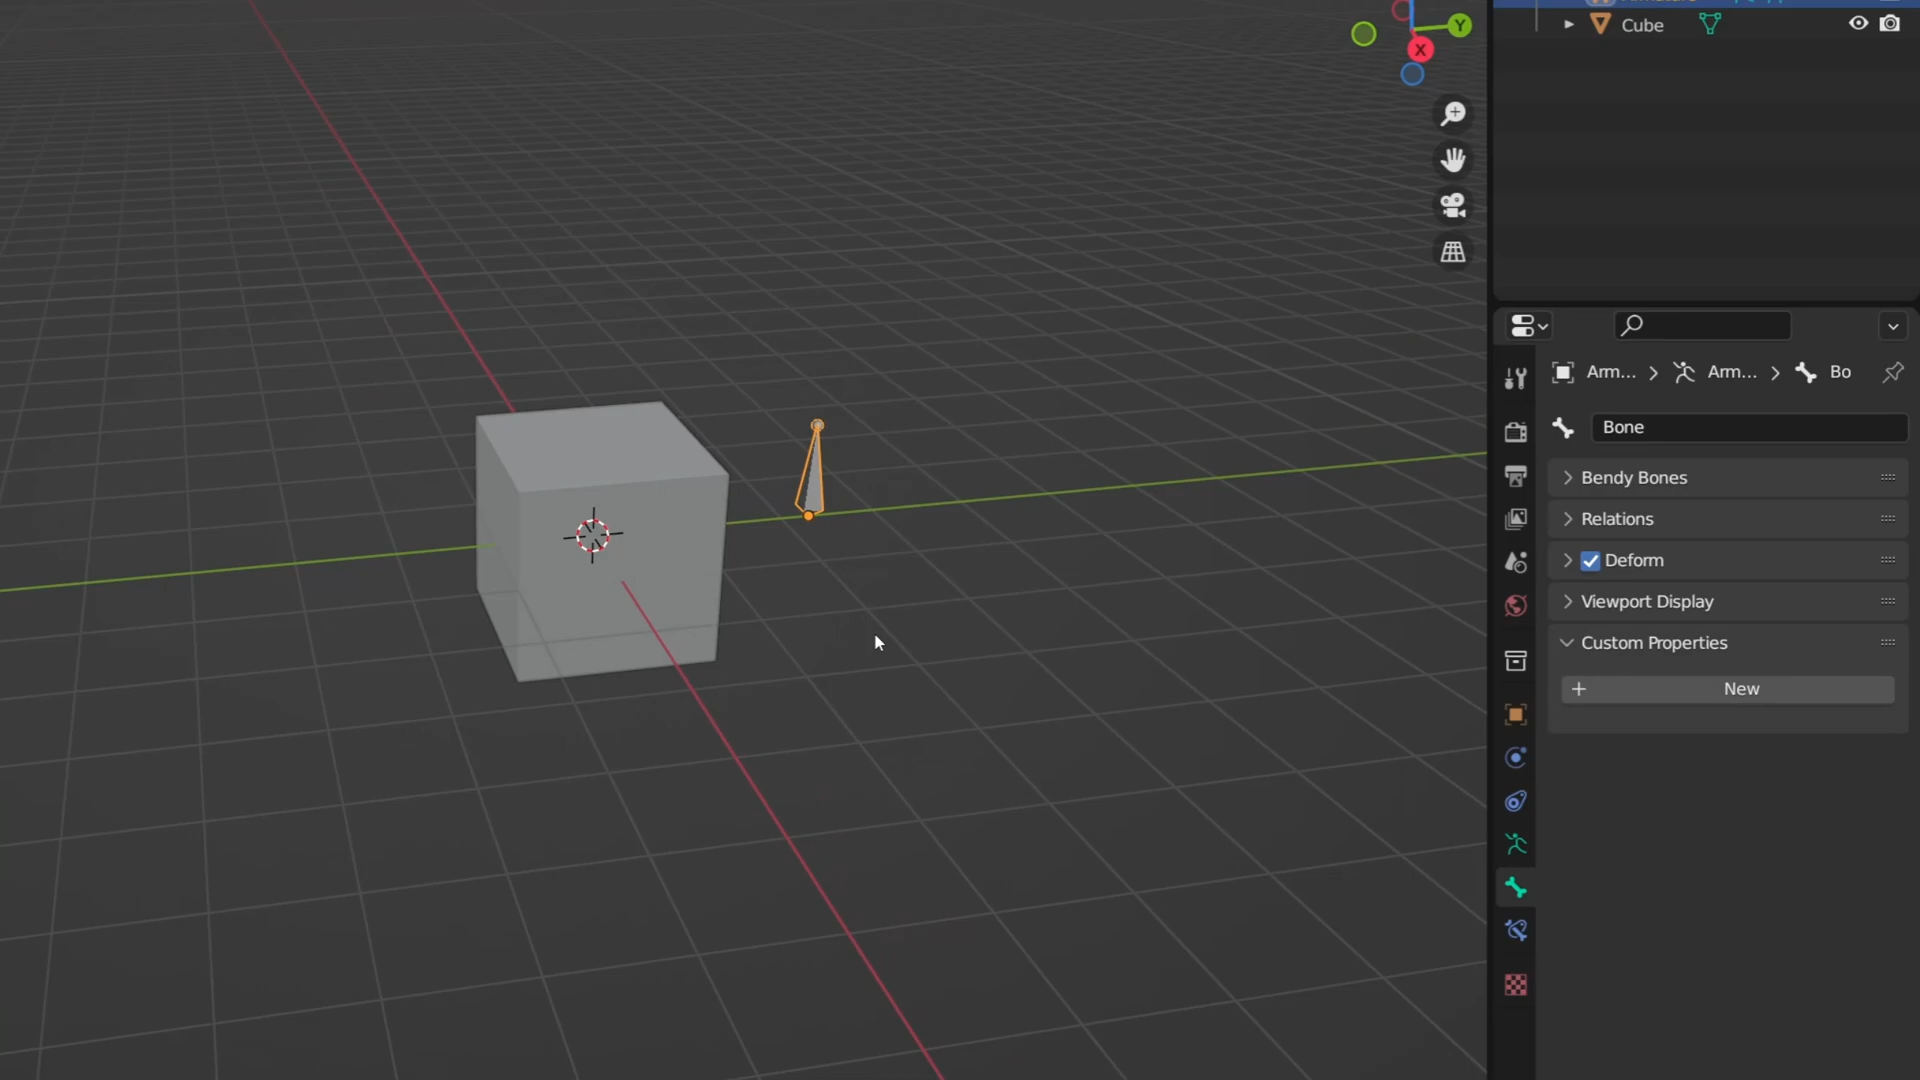 Y
X
Cube
Arm...
Arm...
Bo
Bone
Bendy Bones
Relations
Deform
Viewport Display
Custom Properties
New